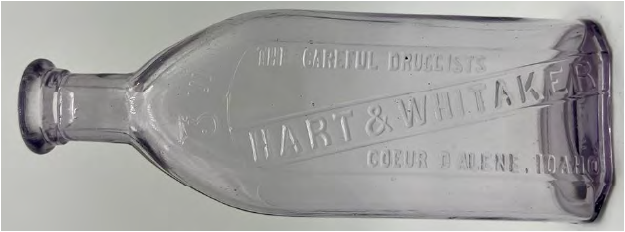 THE CAREFUL DRUGGISTS
HART & WHITAKER
COEUR D'ALENE, IDAHO